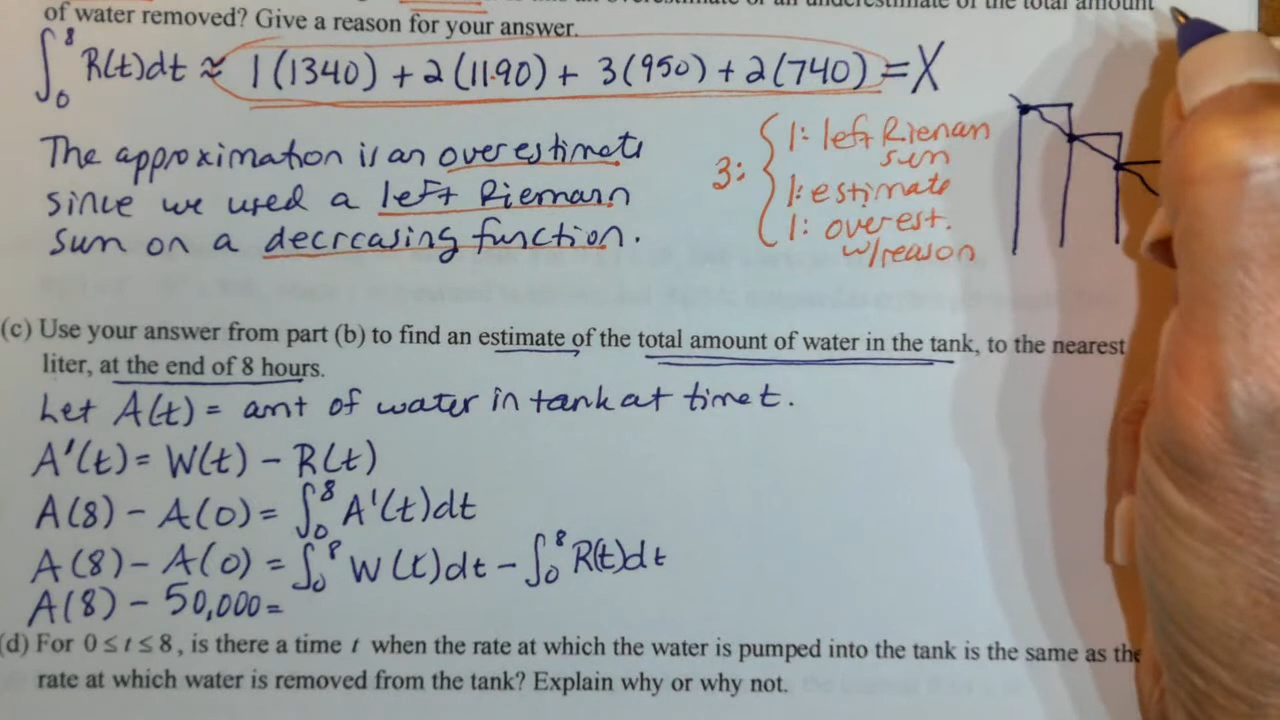 of water removed? Give a reason for your answer.
∫₀⁸ R(t)dt ≈ 1(1340) + 2(1190) + 3(950) + 2(740) = X
The approximation is an overestimate
since we used a left Riemann
sum on a decreasing function.
3: { 1: left Rieman
sum
1: estimate
1: overest.
w/reason
(c) Use your answer from part (b) to find an estimate of the total amount of water in the tank, to the nearest
liter, at the end of 8 hours.
Let A(t) = amt of water in tank at time t.
A'(t) = W(t) − R(t)
A(8) − A(0) = ∫₀⁸ A'(t)dt
A(8) − A(0) = ∫₀⁸ W(t)dt − ∫₀⁸ R(t)dt
A(8) − 50,000 =
(d) For 0 ≤ t ≤ 8, is there a time t when the rate at which the water is pumped into the tank is the same as the
rate at which water is removed from the tank? Explain why or why not.